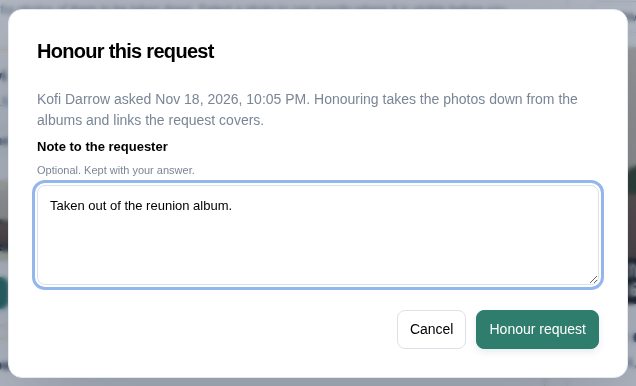 Honour this request
Kofi Darrow asked Nov 18, 2026, 10:05 PM. Honouring takes the photos down from the
albums and links the request covers.
Note to the requester
Optional. Kept with your answer.
Taken out of the reunion album.
Cancel
Honour request